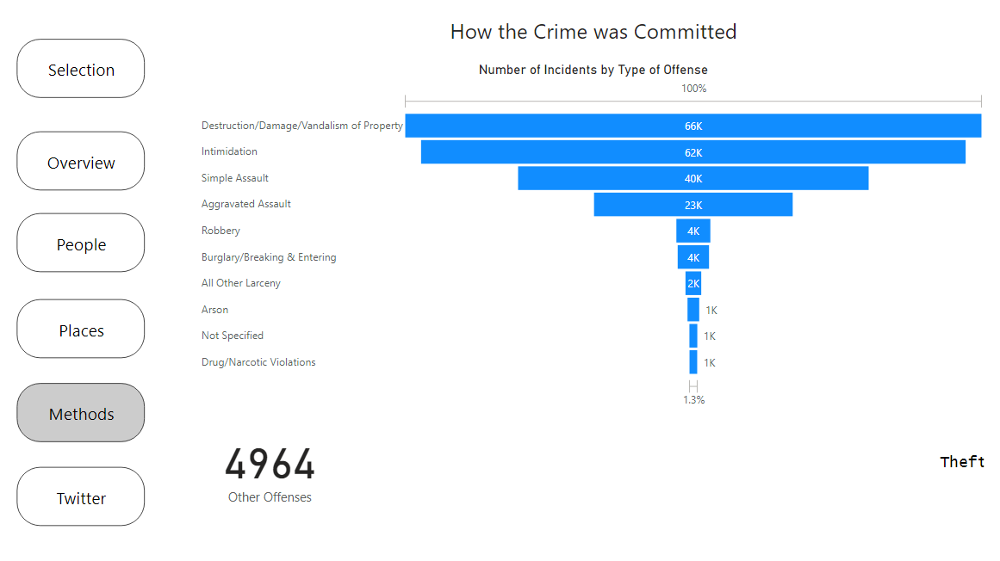 How the Crime was Committed
Selection
Number of Incidents by Type of Offense
100%
Destruction/Damage/Vandalism of Property 66K
Overview
Intimidation 62K
Simple Assault 40K
Aggravated Assault 23K
People
Robbery 4K
Burglary/Breaking & Entering 4K
All Other Larceny 2K
Places
Arson 1K
Not Specified 1K
Drug/Narcotic Violations 1K
1.3%
Methods
4964
Other Offenses
Theft
Twitter